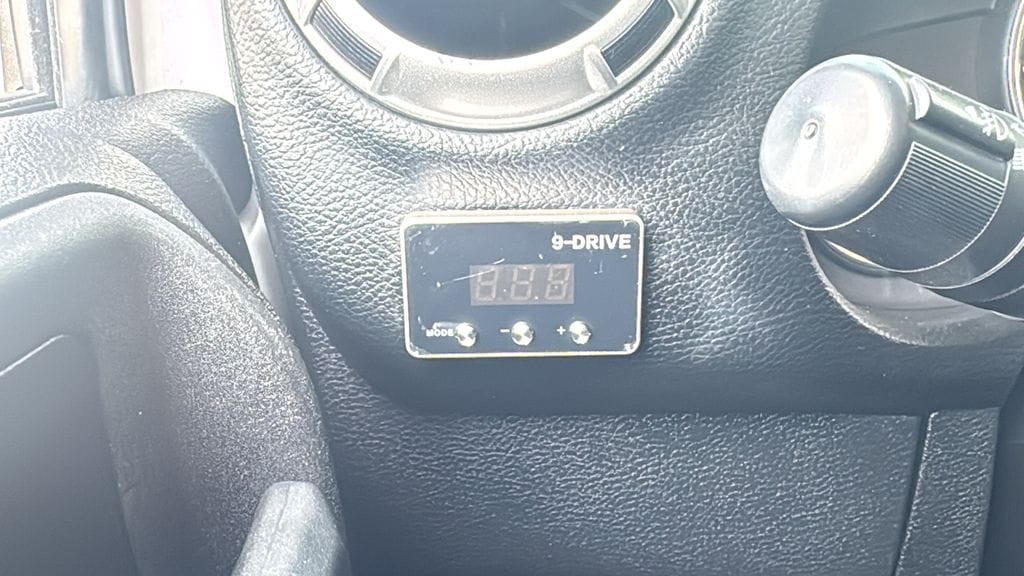 9-DRIVE
MODE - +